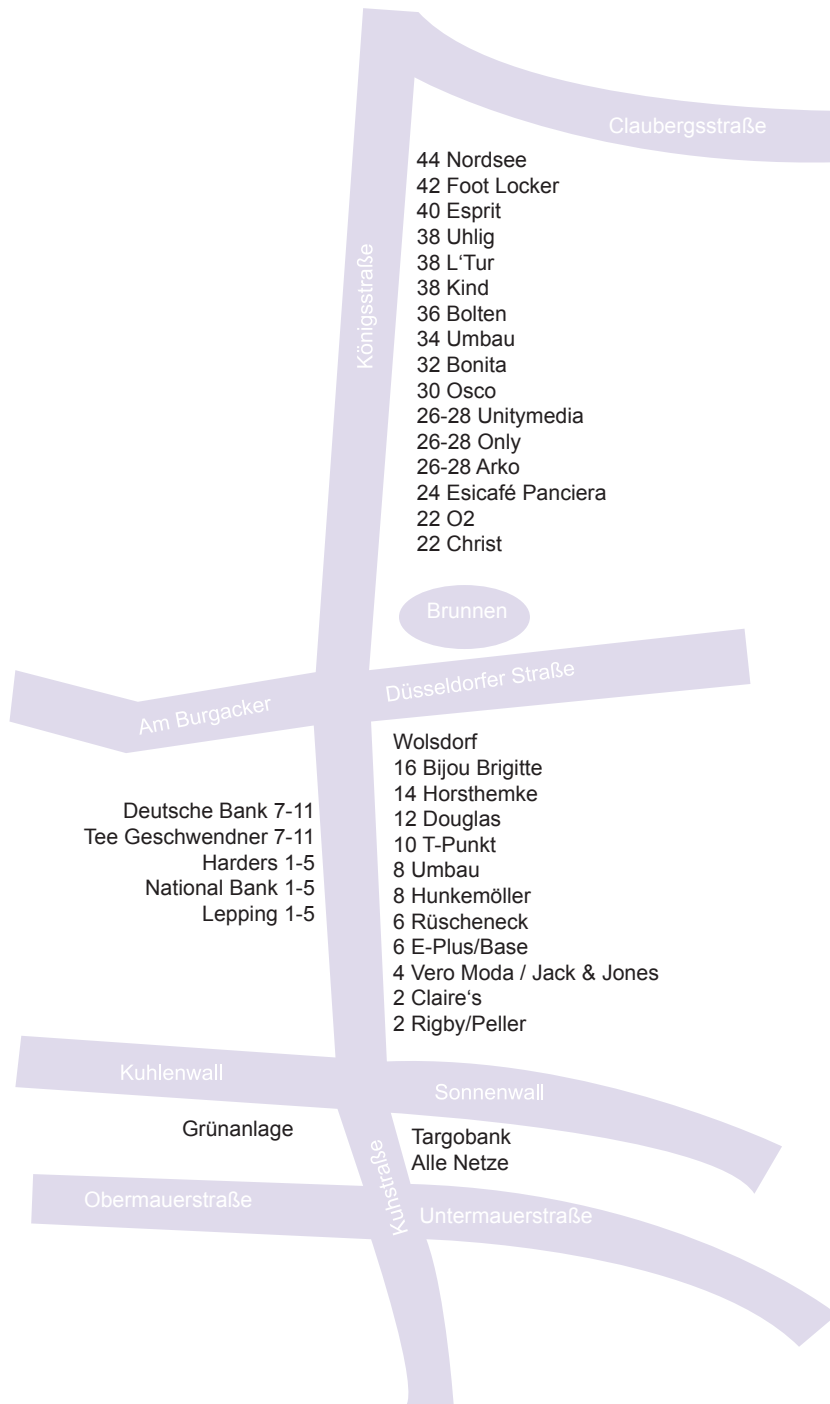 Claubergsstraße
Königsstraße
44 Nordsee
42 Foot Locker
40 Esprit
38 Uhlig
38 L‘Tur
38 Kind
36 Bolten
34 Umbau
32 Bonita
30 Osco
26-28 Unitymedia
26-28 Only
26-28 Arko
24 Esicafé Panciera
22 O2
22 Christ
Brunnen
Am Burgacker
Düsseldorfer Straße
Deutsche Bank 7-11
Tee Geschwendner 7-11
Harders 1-5
National Bank 1-5
Lepping 1-5
Wolsdorf
16 Bijou Brigitte
14 Horsthemke
12 Douglas
10 T-Punkt
8 Umbau
8 Hunkemöller
6 Rüscheneck
6 E-Plus/Base
4 Vero Moda / Jack & Jones
2 Claire‘s
2 Rigby/Peller
Kuhlenwall
Sonnenwall
Grünanlage
Kuhstraße
Targobank
Alle Netze
Obermauerstraße
Untermauerstraße